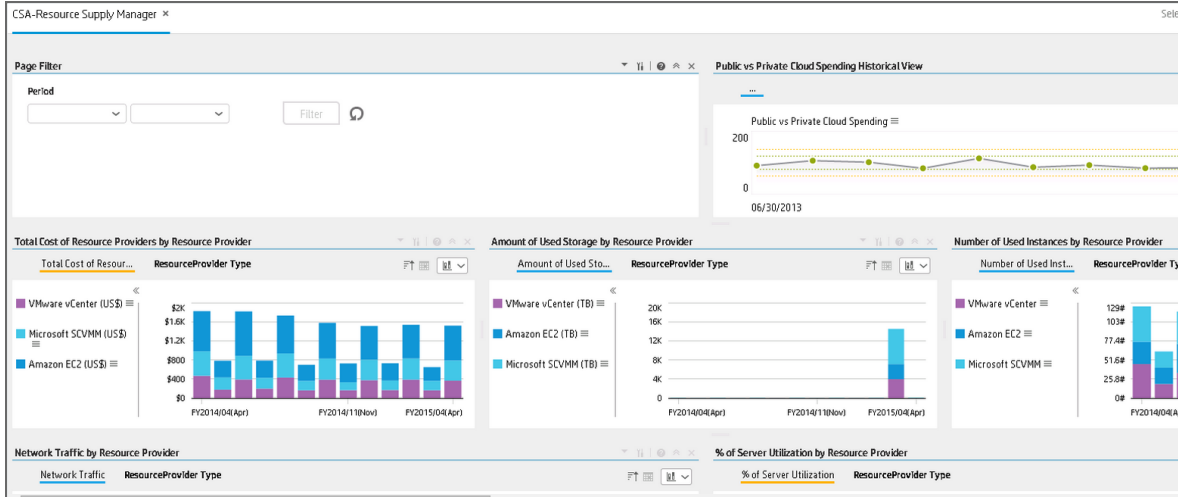 CSA-Resource Supply Manager ×
Sele
Page Filter
Period
Filter
Public vs Private Cloud Spending Historical View
...
Public vs Private Cloud Spending
200
0
06/30/2013
Total Cost of Resource Providers by Resource Provider
Total Cost of Resour...
ResourceProvider Type
VMware vCenter (US$)
Microsoft SCVMM (US$)
Amazon EC2 (US$)
$2K
$1.6K
$1.2K
$800
$400
$0
FY2014/04(Apr)
FY2014/11(Nov)
FY2015/04(Apr)
Amount of Used Storage by Resource Provider
Amount of Used Sto...
ResourceProvider Type
VMware vCenter (TB)
Amazon EC2 (TB)
Microsoft SCVMM (TB)
20K
16K
12K
8K
4K
0
FY2014/04(Apr)
FY2014/11(Nov)
FY2015/04(Apr)
Number of Used Instances by Resource Provider
Number of Used Inst...
ResourceProvider Ty
VMware vCenter
Amazon EC2
Microsoft SCVMM
129#
103#
77.4#
51.6#
25.8#
0#
FY2014/04(A
Network Traffic by Resource Provider
Network Traffic
ResourceProvider Type
% of Server Utilization by Resource Provider
% of Server Utilization
ResourceProvider Type